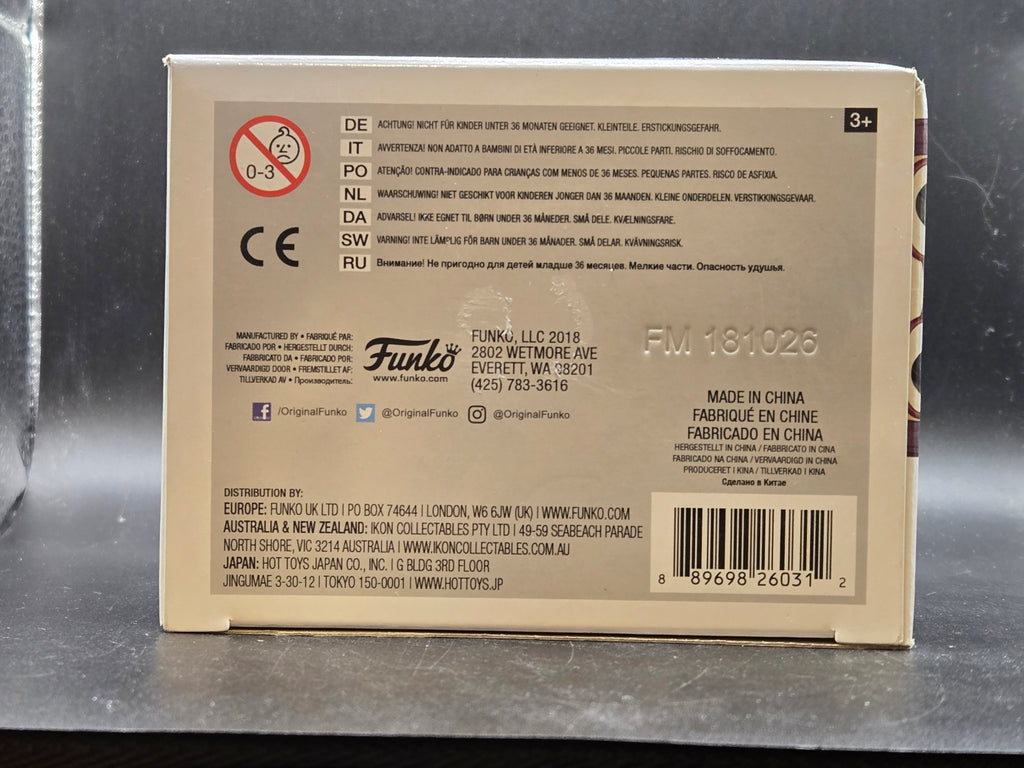 0-3
3+
DE ACHTUNG! NICHT FÜR KINDER UNTER 36 MONATEN GEEIGNET. KLEINTEILE. ERSTICKUNGSGEFAHR.
IT AVVERTENZA! NON ADATTO A BAMBINI DI ETÀ INFERIORE A 36 MESI. PICCOLE PARTI. RISCHIO DI SOFFOCAMENTO.
PO ATENÇÃO! CONTRA-INDICADO PARA CRIANÇAS COM MENOS DE 36 MESES. PEQUENAS PARTES. RISCO DE ASFIXIA.
NL WAARSCHUWING! NIET GESCHIKT VOOR KINDEREN JONGER DAN 36 MAANDEN. KLEINE ONDERDELEN. VERSTIKKINGSGEVAAR.
DA ADVARSEL! IKKE EGNET TIL BØRN UNDER 36 MÅNEDER. SMÅ DELE. KVÆLNINGSFARE.
SW VARNING! INTE LÄMPLIG FÖR BARN UNDER 36 MÅNADER. SMÅ DELAR. KVÄVNINGSRISK.
RU Внимание! Не пригодно для детей младше 36 месяцев. Мелкие части. Опасность удушья.
CE
MANUFACTURED BY • FABRIQUÉ PAR:
FABRICADO POR • HERGESTELLT DURCH:
FABBRICATO DA • FABRICADO POR:
VERVAARDIGD DOOR • FREMSTILLET AF:
TILLVERKAD AV • Производитель:
Funko
www.funko.com
FUNKO, LLC 2018
2802 WETMORE AVE
EVERETT, WA 98201
(425) 783-3616
FM 181026
/OriginalFunko @OriginalFunko @OriginalFunko
MADE IN CHINA
FABRIQUÉ EN CHINE
FABRICADO EN CHINA
HERGESTELLT IN CHINA / FABBRICATO IN CINA
FABRICADO NA CHINA / VERVAARDIGD IN CHINA
PRODUCERET I KINA / TILLVERKAD I KINA
Сделано в Китае
DISTRIBUTION BY:
EUROPE: FUNKO UK LTD | PO BOX 74644 | LONDON, W6 6JW (UK) | WWW.FUNKO.COM
AUSTRALIA & NEW ZEALAND: IKON COLLECTABLES PTY LTD | 49-59 SEABEACH PARADE
NORTH SHORE, VIC 3214 AUSTRALIA | WWW.IKONCOLLECTABLES.COM.AU
JAPAN: HOT TOYS JAPAN CO., INC. | G BLDG 3RD FLOOR
JINGUMAE 3-30-12 | TOKYO 150-0001 | WWW.HOTTOYS.JP
8 89698 26031 2